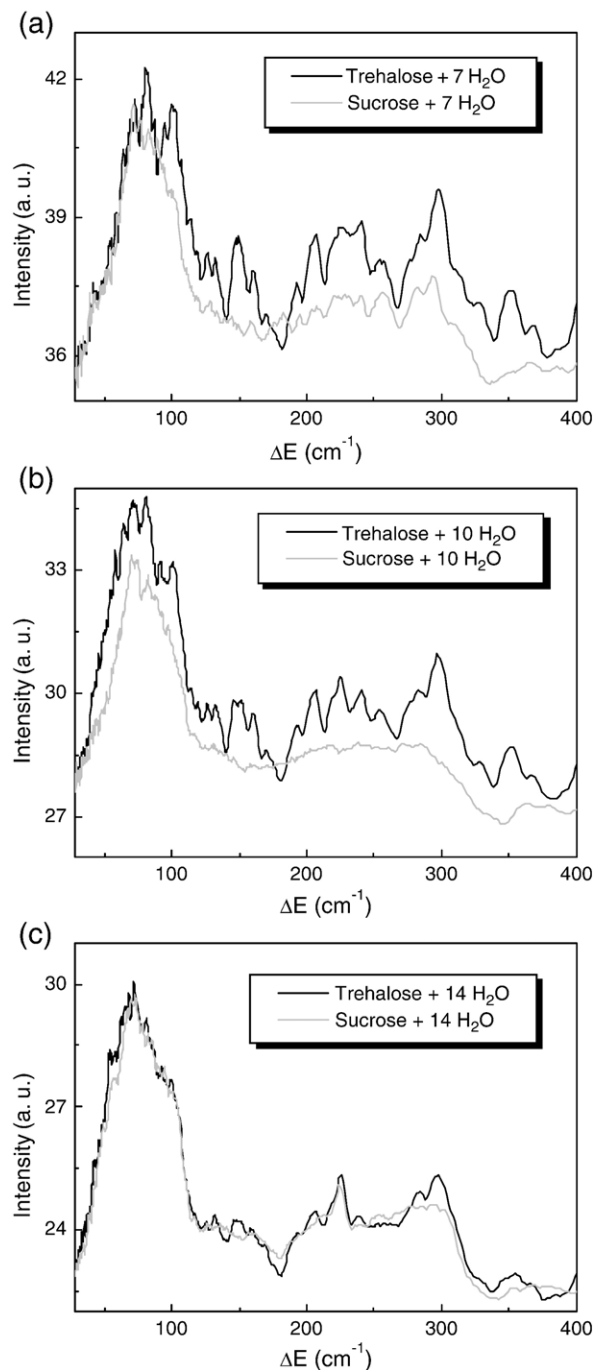 (a)
42
39
36
Intensity (a. u.)
Trehalose + 7 H₂O
Sucrose + 7 H₂O
100 200 300 400
ΔE (cm⁻¹)
(b)
33
30
27
Intensity (a. u.)
Trehalose + 10 H₂O
Sucrose + 10 H₂O
100 200 300 400
ΔE (cm⁻¹)
(c)
30
27
24
Intensity (a. u.)
Trehalose + 14 H₂O
Sucrose + 14 H₂O
100 200 300 400
ΔE (cm⁻¹)